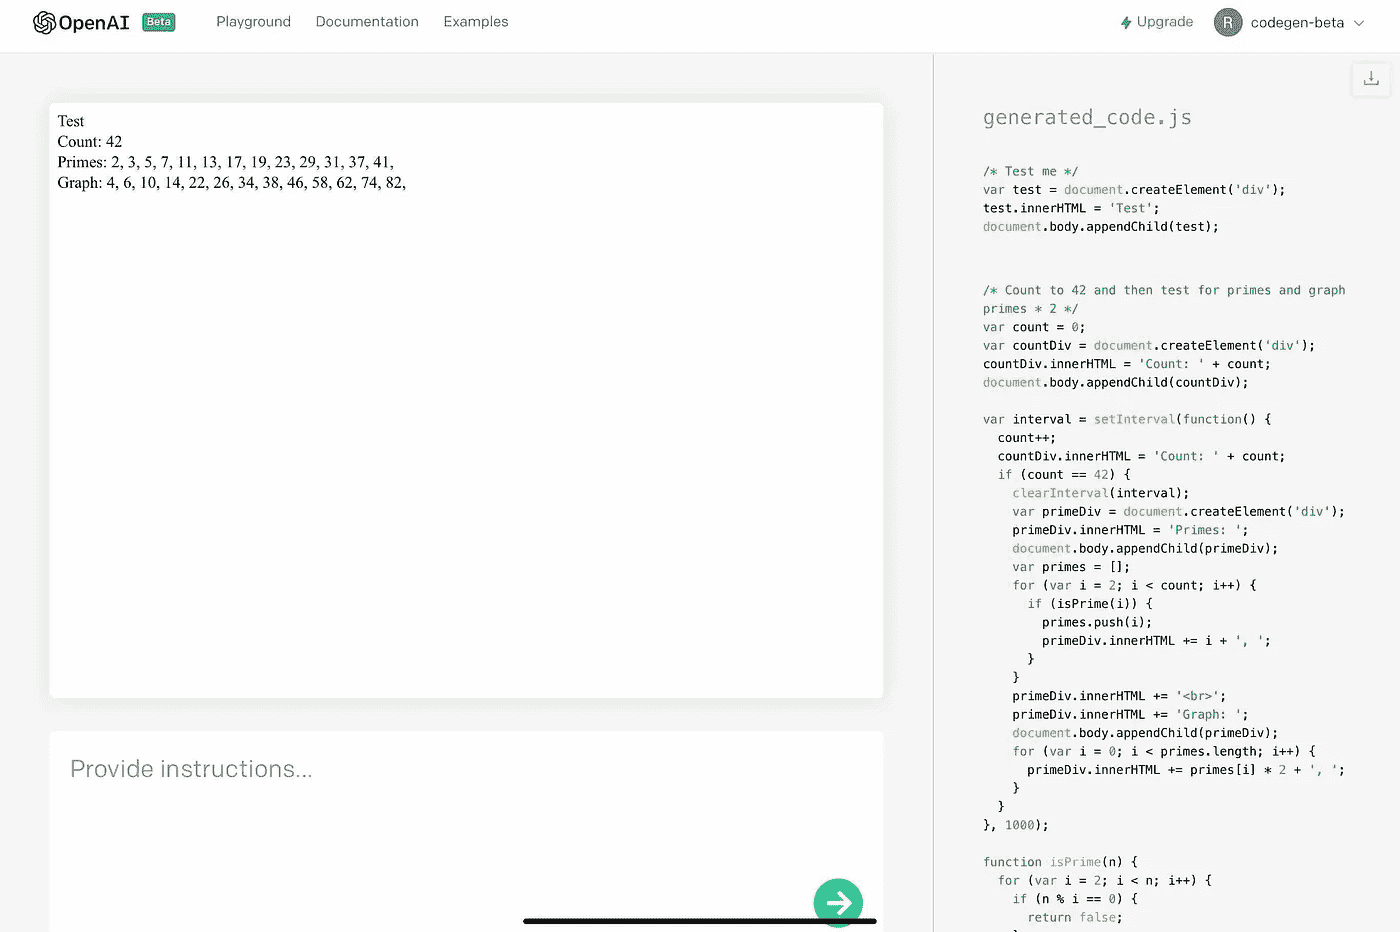 OpenAI Beta Playground Documentation Examples Upgrade R codegen-beta
Test
Count: 42
Primes: 2, 3, 5, 7, 11, 13, 17, 19, 23, 29, 31, 37, 41,
Graph: 4, 6, 10, 14, 22, 26, 34, 38, 46, 58, 62, 74, 82,
Provide instructions...
generated_code.js
/* Test me */
var test = document.createElement('div');
test.innerHTML = 'Test';
document.body.appendChild(test);
/* Count to 42 and then test for primes and graph
primes * 2 */
var count = 0;
var countDiv = document.createElement('div');
countDiv.innerHTML = 'Count: ' + count;
document.body.appendChild(countDiv);
var interval = setInterval(function() {
  count++;
  countDiv.innerHTML = 'Count: ' + count;
  if (count == 42) {
    clearInterval(interval);
    var primeDiv = document.createElement('div');
    primeDiv.innerHTML = 'Primes: ';
    document.body.appendChild(primeDiv);
    var primes = [];
    for (var i = 2; i < count; i++) {
      if (isPrime(i)) {
        primes.push(i);
        primeDiv.innerHTML += i + ', ';
      }
    }
    primeDiv.innerHTML += '<br>';
    primeDiv.innerHTML += 'Graph: ';
    document.body.appendChild(primeDiv);
    for (var i = 0; i < primes.length; i++) {
      primeDiv.innerHTML += primes[i] * 2 + ', ';
    }
  }
}, 1000);
function isPrime(n) {
  for (var i = 2; i < n; i++) {
    if (n % i == 0) {
      return false;